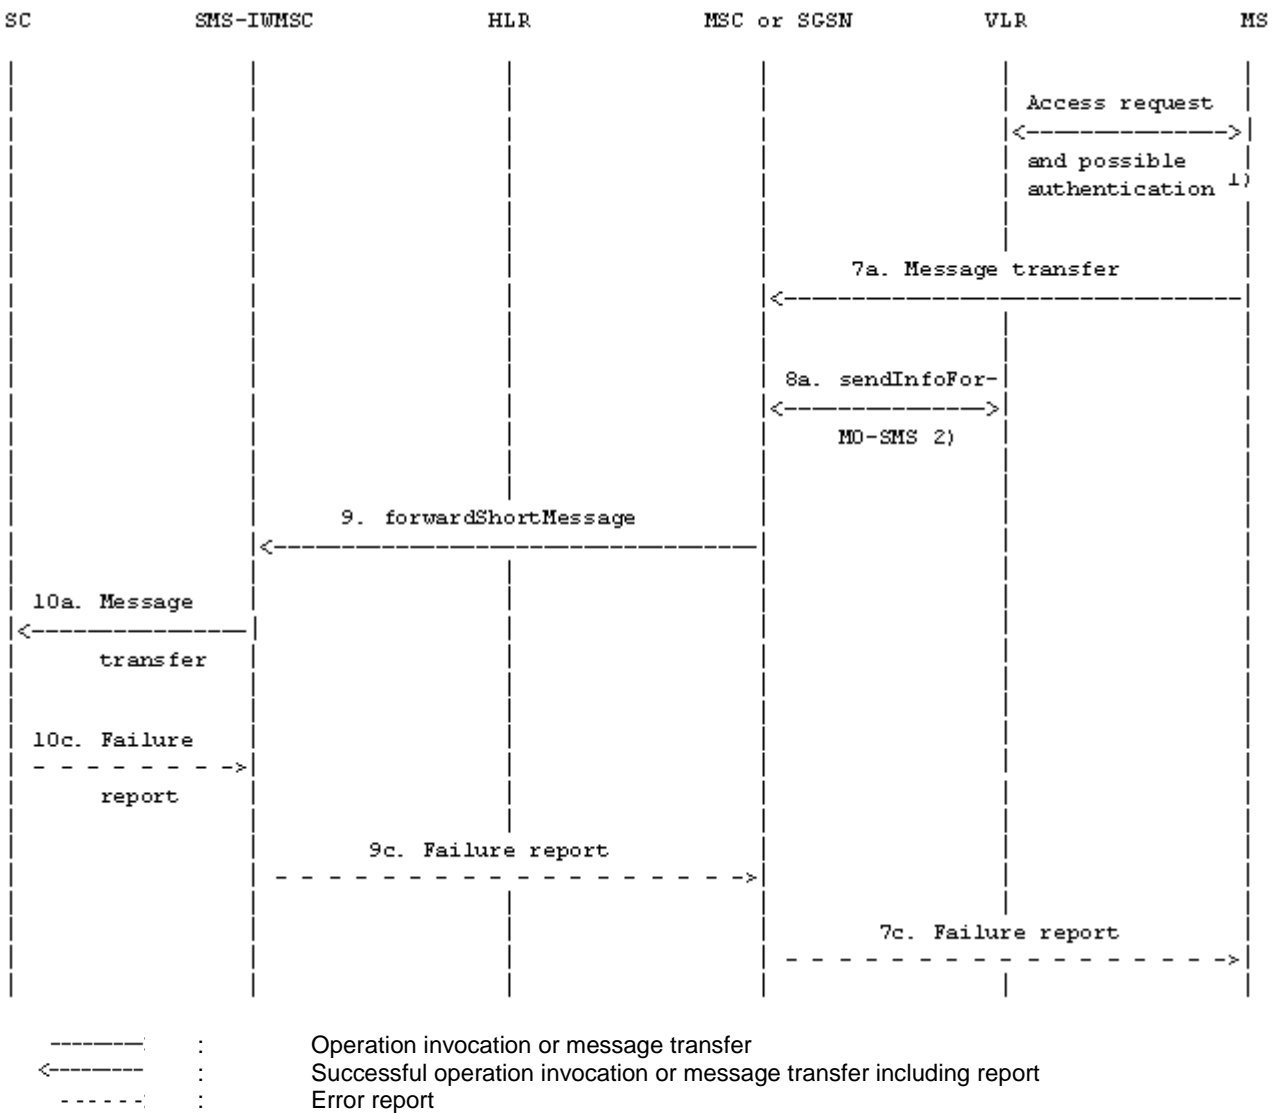 SC SMS-IWMSC HLR MSC or SGSN VLR MS
Access request
and possible
authentication 1)
7a. Message transfer
8a. sendInfoFor-
MO-SMS 2)
9. forwardShortMessage
10a. Message
transfer
10c. Failure
report
9c. Failure report
7c. Failure report
: Operation invocation or message transfer
: Successful operation invocation or message transfer including report
: Error report